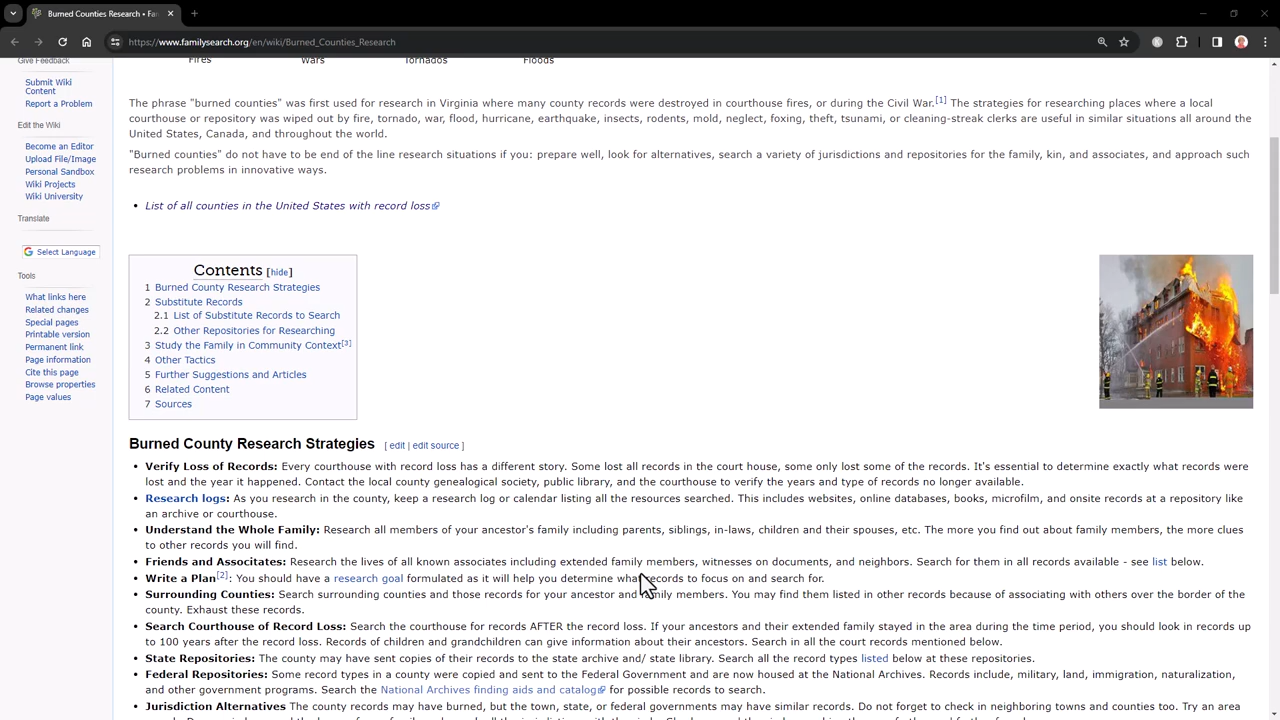 Burned Counties Research • Fam
https://www.familysearch.org/en/wiki/Burned_Counties_Research
Give Feedback
Submit Wiki
Content
Report a Problem
Edit the Wiki
Become an Editor
Upload File/Image
Personal Sandbox
Wiki Projects
Wiki University
Translate
Select Language
Tools
What links here
Related changes
Special pages
Printable version
Permanent link
Page information
Cite this page
Browse properties
Page values
Fires Wars Tornados Floods
The phrase "burned counties" was first used for research in Virginia where many county records were destroyed in courthouse fires, or during the Civil War.[1] The strategies for researching places where a local
courthouse or repository was wiped out by fire, tornado, war, flood, hurricane, earthquake, insects, rodents, mold, neglect, foxing, theft, tsunami, or cleaning-streak clerks are useful in similar situations all around the
United States, Canada, and throughout the world.
"Burned counties" do not have to be end of the line research situations if you: prepare well, look for alternatives, search a variety of jurisdictions and repositories for the family, kin, and associates, and approach such
research problems in innovative ways.
• List of all counties in the United States with record loss
Contents [hide]
1 Burned County Research Strategies
2 Substitute Records
2.1 List of Substitute Records to Search
2.2 Other Repositories for Researching
3 Study the Family in Community Context[3]
4 Other Tactics
5 Further Suggestions and Articles
6 Related Content
7 Sources
Burned County Research Strategies [ edit | edit source ]
• Verify Loss of Records: Every courthouse with record loss has a different story. Some lost all records in the court house, some only lost some of the records. It's essential to determine exactly what records were
lost and the year it happened. Contact the local county genealogical society, public library, and the courthouse to verify the years and type of records no longer available.
• Research logs: As you research in the county, keep a research log or calendar listing all the resources searched. This includes websites, online databases, books, microfilm, and onsite records at a repository like
an archive or courthouse.
• Understand the Whole Family: Research all members of your ancestor's family including parents, siblings, in-laws, children and their spouses, etc. The more you find out about family members, the more clues
to other records you will find.
• Friends and Associtates: Research the lives of all known associates including extended family members, witnesses on documents, and neighbors. Search for them in all records available - see list below.
• Write a Plan[2]: You should have a research goal formulated as it will help you determine what records to focus on and search for.
• Surrounding Counties: Search surrounding counties and those records for your ancestor and family members. You may find them listed in other records because of associating with others over the border of the
county. Exhaust these records.
• Search Courthouse of Record Loss: Search the courthouse for records AFTER the record loss. If your ancestors and their extended family stayed in the area during the time period, you should look in records up
to 100 years after the record loss. Records of children and grandchildren can give information about their ancestors. Search in all the court records mentioned below.
• State Repositories: The county may have sent copies of their records to the state archive and/ state library. Search all the record types listed below at these repositories.
• Federal Repositories: Some record types in a county were copied and sent to the Federal Government and are now housed at the National Archives. Records include, military, land, immigration, naturalization,
and other government programs. Search the National Archives finding aids and catalog for possible records to search.
• Jurisdiction Alternatives The county records may have burned, but the town, state, or federal governments may have similar records. Do not forget to check in neighboring towns and counties too. Try an area